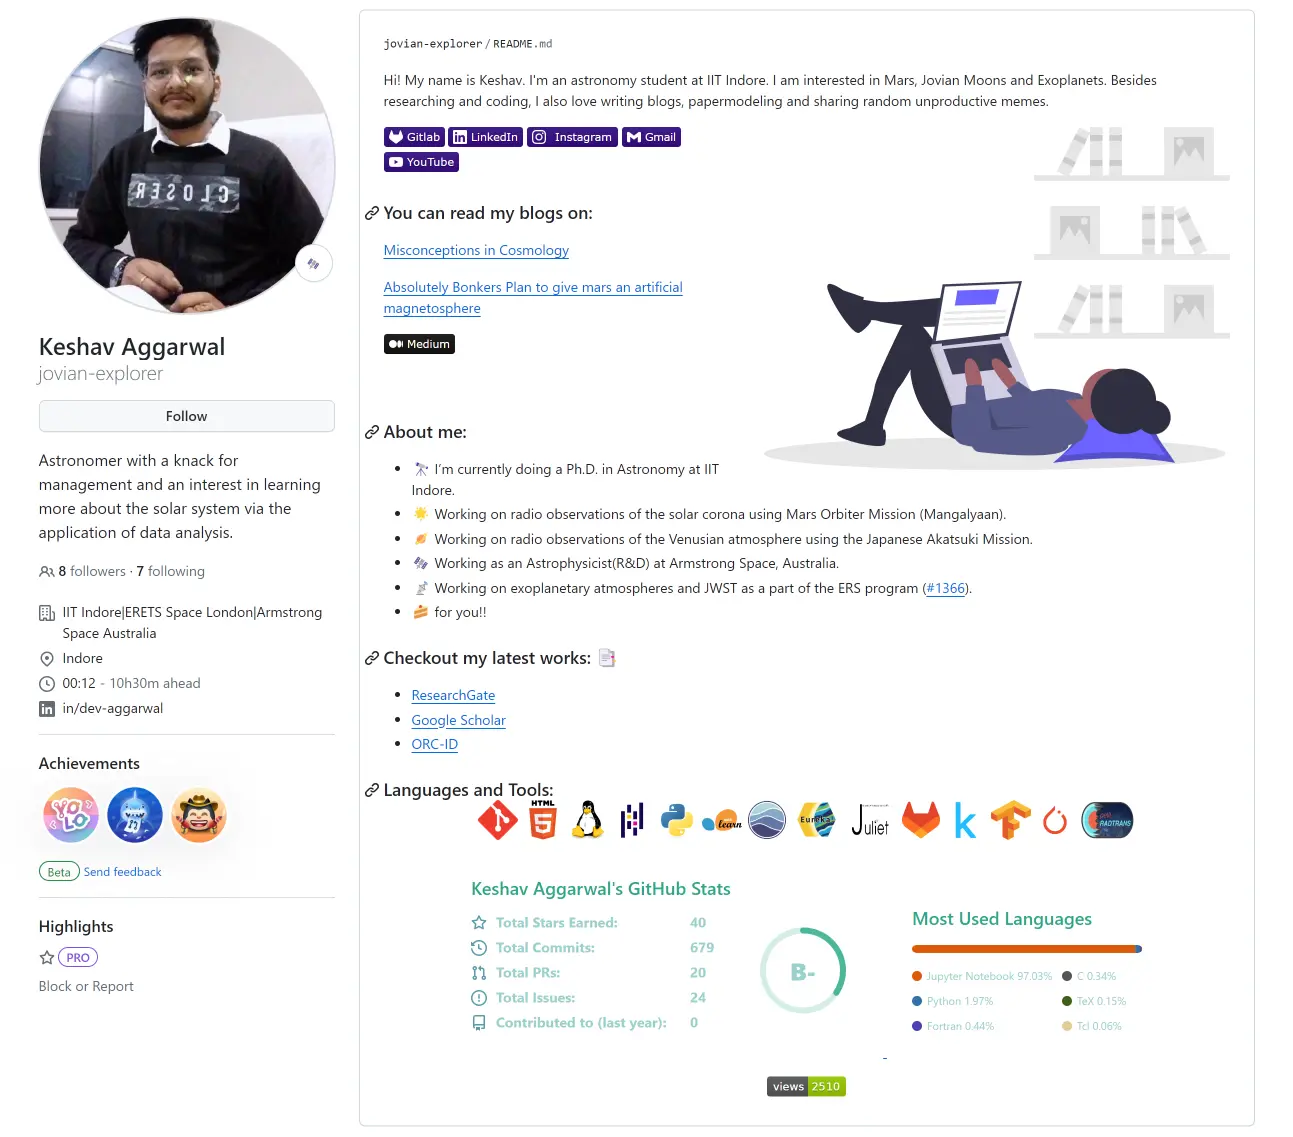 CLOSER
Keshav Aggarwal
jovian-explorer
Follow
Astronomer with a knack for
management and an interest in learning
more about the solar system via the
application of data analysis.
8 followers · 7 following
IIT Indore|ERETS Space London|Armstrong
Space Australia
Indore
00:12 - 10h30m ahead
in/dev-aggarwal
Achievements
YOLO
Beta Send feedback
Highlights
PRO
Block or Report
jovian-explorer/README.md
Hi! My name is Keshav. I'm an astronomy student at IIT Indore. I am interested in Mars, Jovian Moons and Exoplanets. Besides
researching and coding, I also love writing blogs, papermodeling and sharing random unproductive memes.
Gitlab LinkedIn Instagram Gmail
YouTube
You can read my blogs on:
Misconceptions in Cosmology
Absolutely Bonkers Plan to give mars an artificial
magnetosphere
Medium
About me:
I'm currently doing a Ph.D. in Astronomy at IIT
Indore.
Working on radio observations of the solar corona using Mars Orbiter Mission (Mangalyaan).
Working on radio observations of the Venusian atmosphere using the Japanese Akatsuki Mission.
Working as an Astrophysicist(R&D) at Armstrong Space, Australia.
Working on exoplanetary atmospheres and JWST as a part of the ERS program (#1366).
for you!!
Checkout my latest works:
ResearchGate
Google Scholar
ORC-ID
Languages and Tools:
HTML 5 learn Eureka! Juliet k petitRADTRANS
Keshav Aggarwal's GitHub Stats
Total Stars Earned: 40
Total Commits: 679
Total PRs: 20
Total Issues: 24
Contributed to (last year): 0
B-
Most Used Languages
Jupyter Notebook 97.03% C 0.34%
Python 1.97% TeX 0.15%
Fortran 0.44% Tcl 0.06%
views 2510